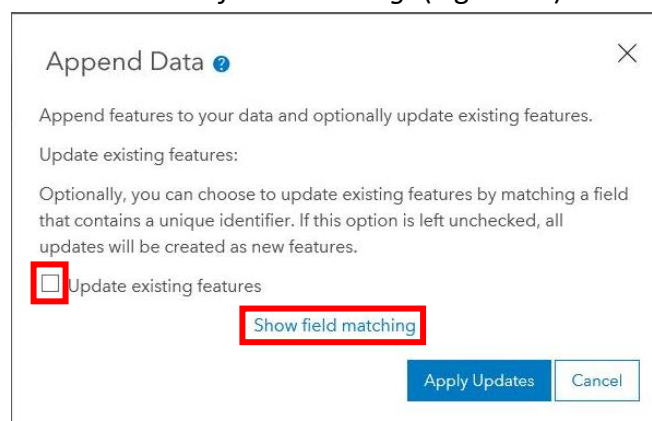 Append Data ?
Append features to your data and optionally update existing features.
Update existing features:
Optionally, you can choose to update existing features by matching a field
that contains a unique identifier. If this option is left unchecked, all
updates will be created as new features.
Update existing features
Show field matching
Apply Updates Cancel